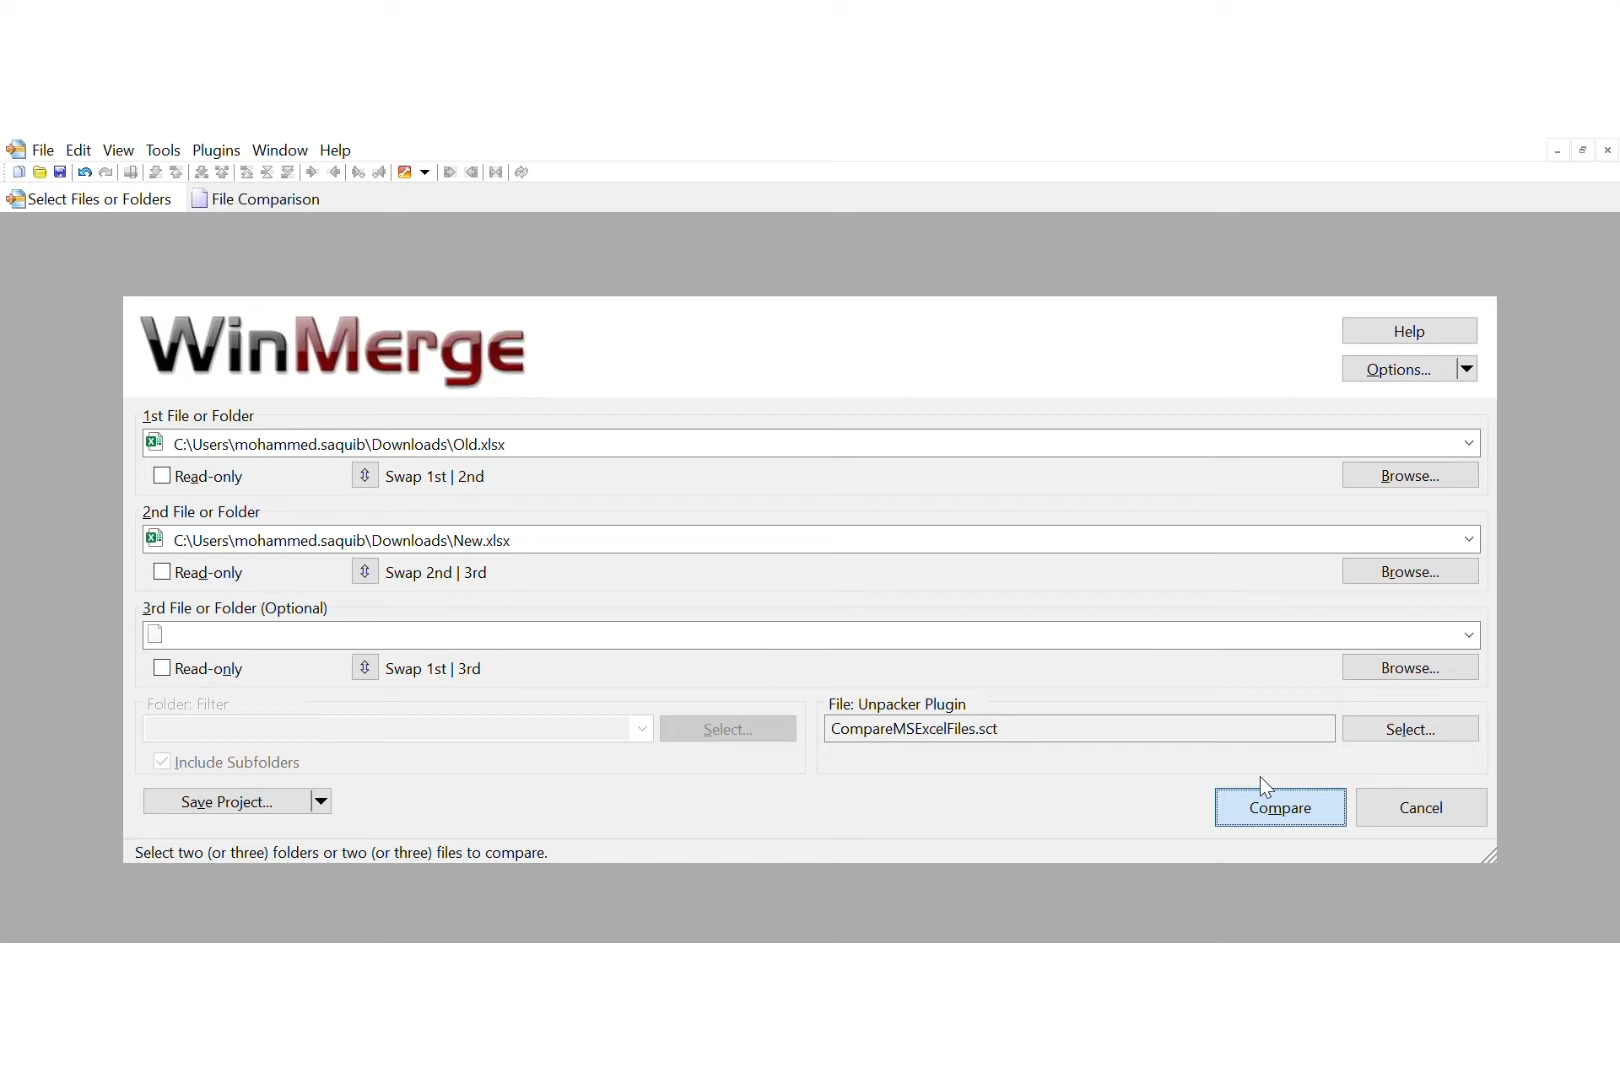 File Edit View Tools Plugins Window Help
Select Files or Folders File Comparison
WinMerge
Help
Options...
1st File or Folder
C:\Users\mohammed.saquib\Downloads\Old.xlsx
Read-only Swap 1st | 2nd Browse...
2nd File or Folder
C:\Users\mohammed.saquib\Downloads\New.xlsx
Read-only Swap 2nd | 3rd Browse...
3rd File or Folder (Optional)
Read-only Swap 1st | 3rd Browse...
Folder: Filter File: Unpacker Plugin
Select... CompareMSExcelFiles.sct Select...
Include Subfolders
Save Project... Compare Cancel
Select two (or three) folders or two (or three) files to compare.